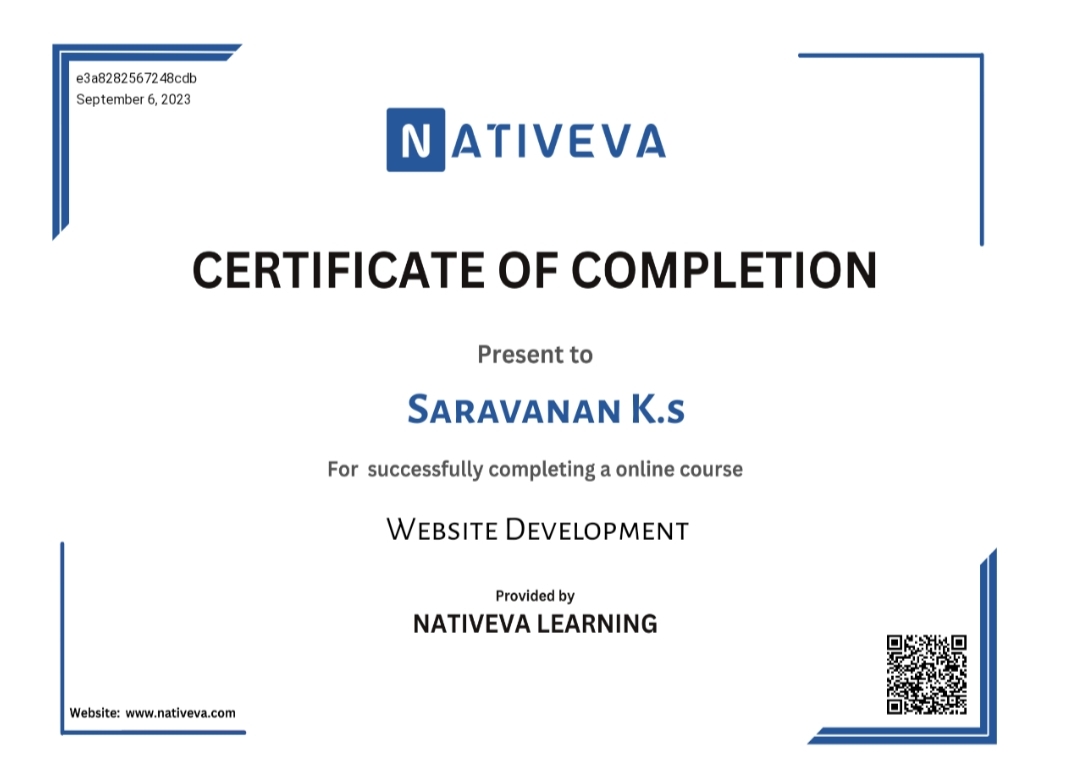 e3a8282567248cdb
September 6, 2023
NATIVEVA
CERTIFICATE OF COMPLETION
Present to
Saravanan K.s
For successfully completing a online course
Website Development
Provided by
NATIVEVA LEARNING
Website: www.nativeva.com